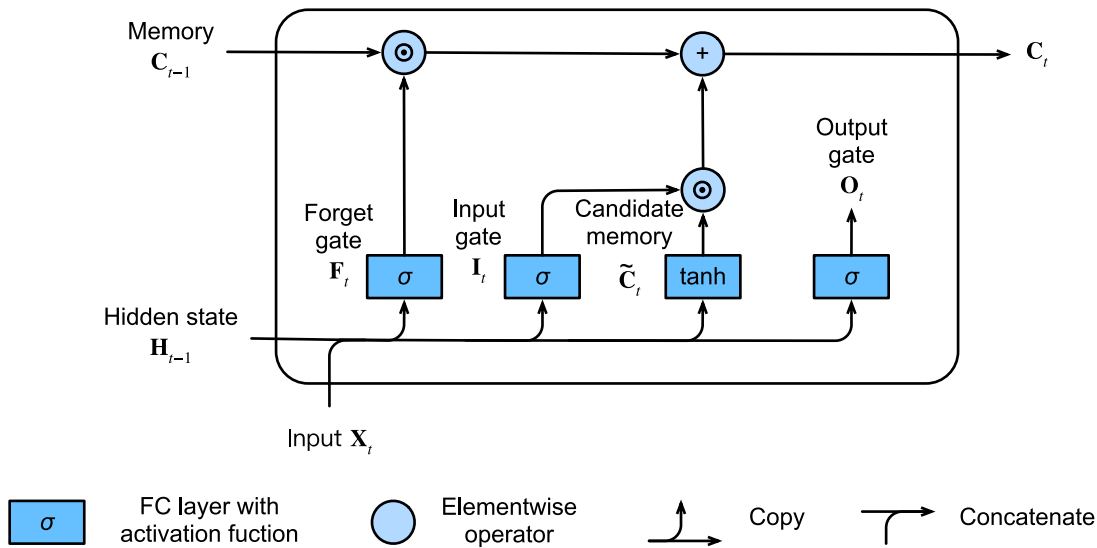 Memory
C_{t−1}
⊙
+
C_t
Output
gate
O_t
⊙
Forget
gate
F_t
Input
gate
I_t
Candidate
memory
C̃_t
σ
σ
tanh
σ
Hidden state
H_{t−1}
Input X_t
σ
FC layer with
activation fuction
Elementwise
operator
Copy
Concatenate